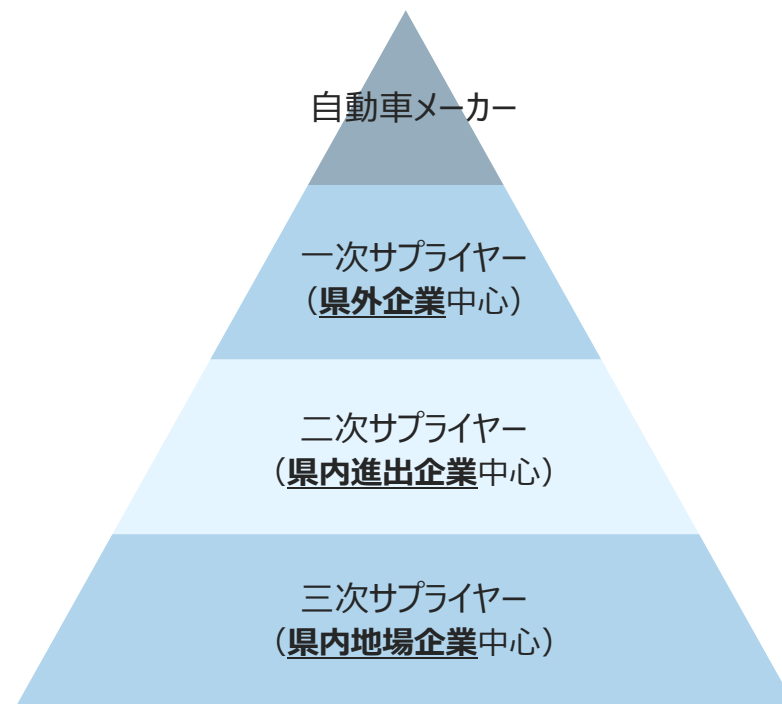 自動車メーカー
一次サプライヤー
（県外企業中心）
二次サプライヤー
（県内進出企業中心）
三次サプライヤー
（県内地場企業中心）